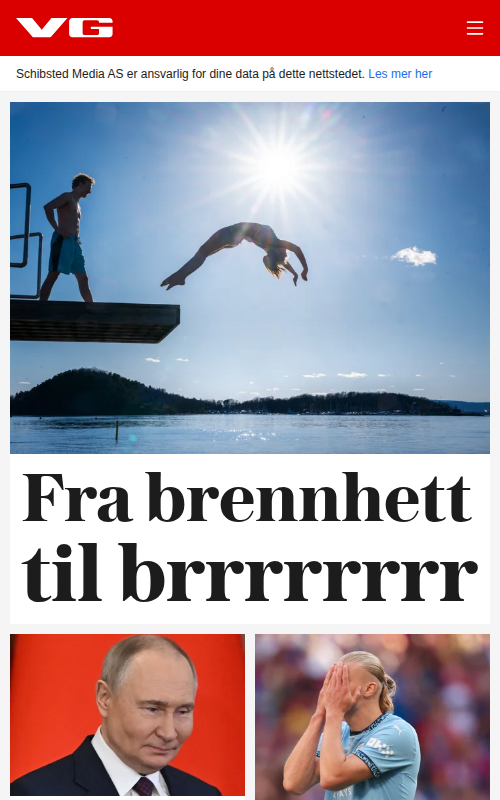 VG
Schibsted Media AS er ansvarlig for dine data på dette nettstedet. Les mer her
Fra brennhett
til brrrrrrrr